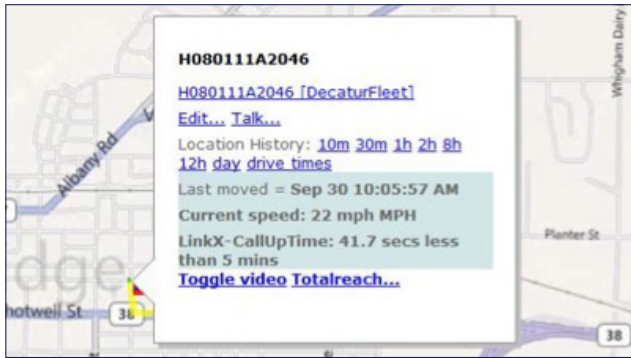 H080111A2046
H080111A2046 [DecaturFleet]
Edit... Talk...
Location History: 10m 30m 1h 2h 8h
12h day drive times
Last moved = Sep 30 10:05:57 AM
Current speed: 22 mph MPH
LinkX-CallUpTime: 41.7 secs less
than 5 mins
Toggle video Totalreach...
Whigham Dairy
Albany Rd
Planter St
dge
hotwell St
38
38